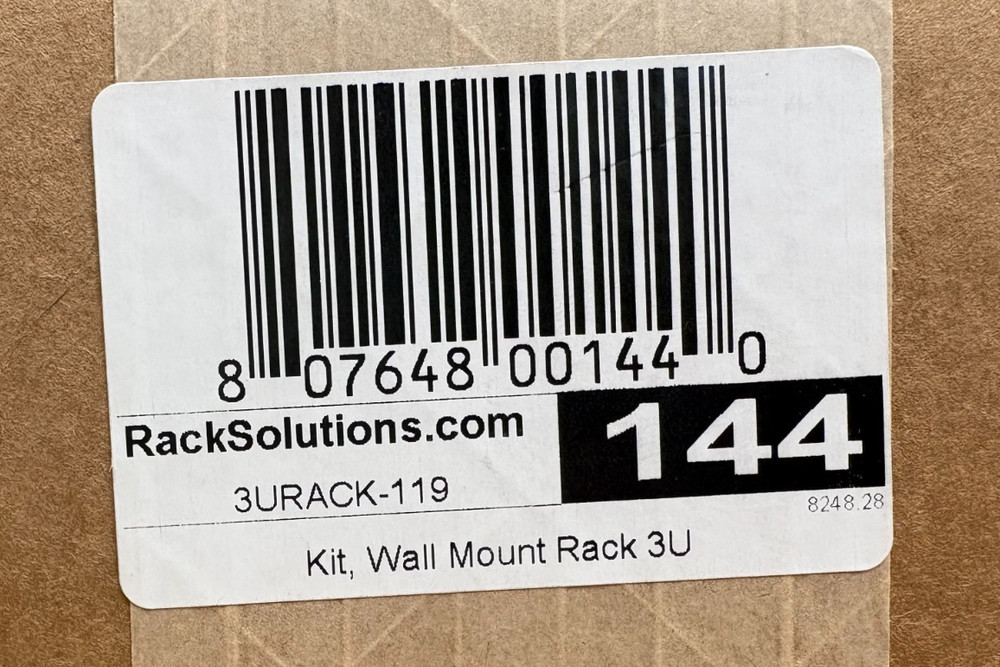 8 07648 00144 0
RackSolutions.com
144
3URACK-119
8248.28
Kit, Wall Mount Rack 3U